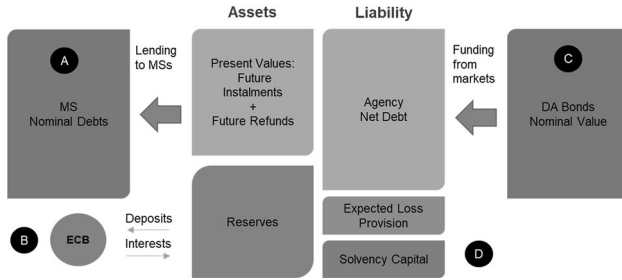 Assets
Liability
A
Lending
to MSs
Present Values:
Future
Instalments
+
Future Refunds
Funding
from
markets
C
MS
Nominal Debts
Agency
Net Debt
DA Bonds
Nominal Value
B
ECB
Deposits
Interests
Reserves
Expected Loss
Provision
Solvency Capital
D